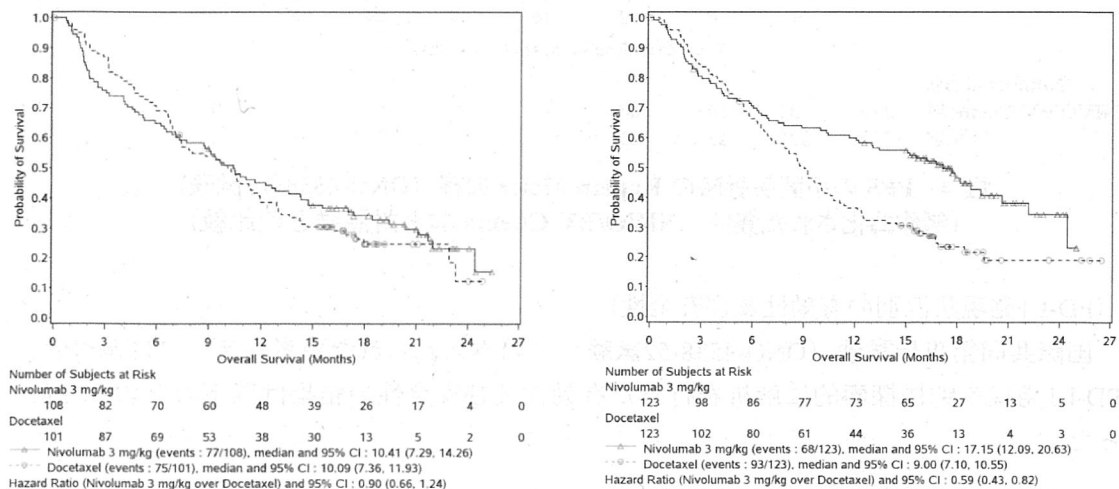 Probability of Survival
1.0
0.9
0.8
0.7
0.6
0.5
0.4
0.3
0.2
0.1
0.0
0 3 6 9 12 15 18 21 24 27
Overall Survival (Months)
Number of Subjects at Risk
Nivolumab 3 mg/kg
108 82 70 60 48 39 26 17 4 0
Docetaxel
101 87 69 53 38 30 13 5 2 0
Nivolumab 3 mg/kg (events : 77/108), median and 95% CI : 10.41 (7.29, 14.26)
Docetaxel (events : 75/101), median and 95% CI : 10.09 (7.36, 11.93)
Hazard Ratio (Nivolumab 3 mg/kg over Docetaxel) and 95% CI : 0.90 (0.66, 1.24)
Probability of Survival
1.0
0.9
0.8
0.7
0.6
0.5
0.4
0.3
0.2
0.1
0.0
0 3 6 9 12 15 18 21 24 27
Overall Survival (Months)
Number of Subjects at Risk
Nivolumab 3 mg/kg
123 98 86 77 73 65 27 13 5 0
Docetaxel
123 102 80 61 44 36 13 4 3 0
Nivolumab 3 mg/kg (events : 68/123), median and 95% CI : 17.15 (12.09, 20.63)
Docetaxel (events : 93/123), median and 95% CI : 9.00 (7.10, 10.55)
Hazard Ratio (Nivolumab 3 mg/kg over Docetaxel) and 95% CI : 0.59 (0.43, 0.82)